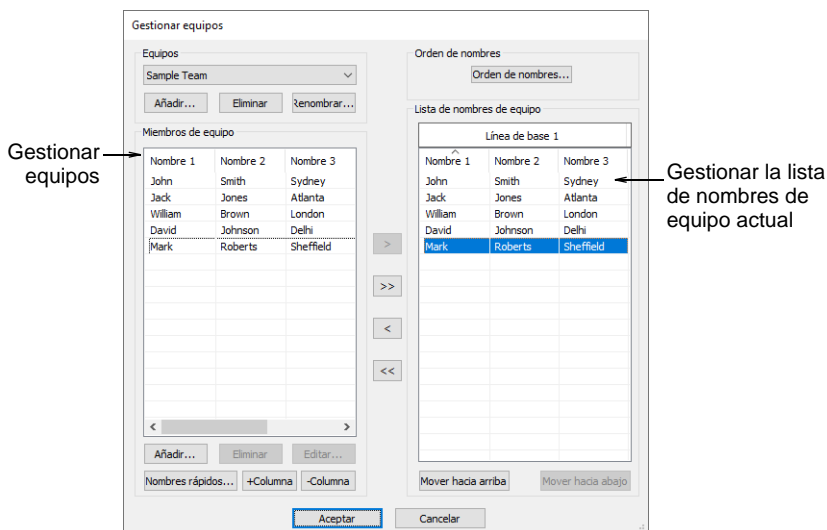 Gestionar equipos
Equipos
Sample Team
Añadir... Eliminar Renombrar...
Miembros de equipo
Nombre 1 Nombre 2 Nombre 3
John Smith Sydney
Jack Jones Atlanta
William Brown London
David Johnson Delhi
Mark Roberts Sheffield
Añadir... Eliminar Editar...
Nombres rápidos... +Columna -Columna
>
>>
<
<<
Orden de nombres
Orden de nombres...
Lista de nombres de equipo
Línea de base 1
Nombre 1 Nombre 2 Nombre 3
John Smith Sydney
Jack Jones Atlanta
William Brown London
David Johnson Delhi
Mark Roberts Sheffield
Mover hacia arriba Mover hacia abajo
Aceptar Cancelar
Gestionar
equipos
Gestionar la lista
de nombres de
equipo actual